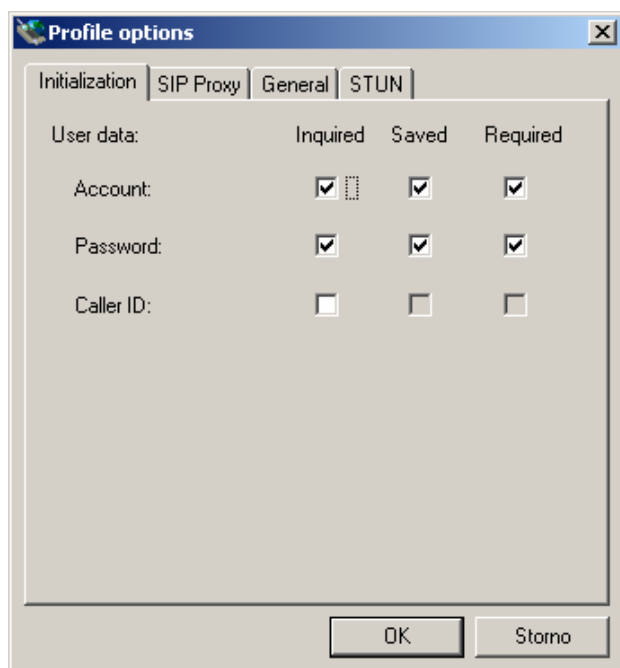 Profile options
Initialization SIP Proxy General STUN
User data: Inquired Saved Required
Account:
Password:
Caller ID:
OK Storno